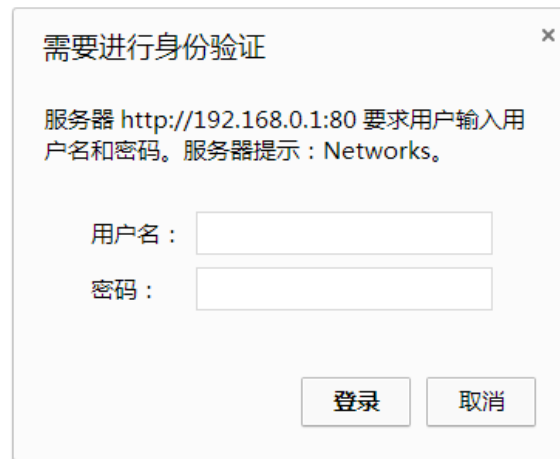 需要进行身份验证
服务器 http://192.168.0.1:80 要求用户输入用
户名和密码。服务器提示：Networks。
用户名：
密码：
登录
取消